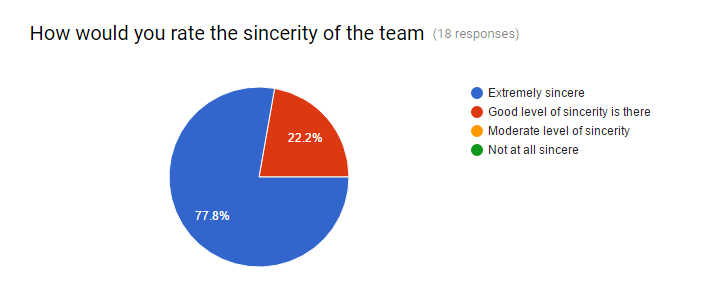 How would you rate the sincerity of the team (18 responses)
Extremely sincere
Good level of sincerity is there
Moderate level of sincerity
Not at all sincere
22.2%
77.8%